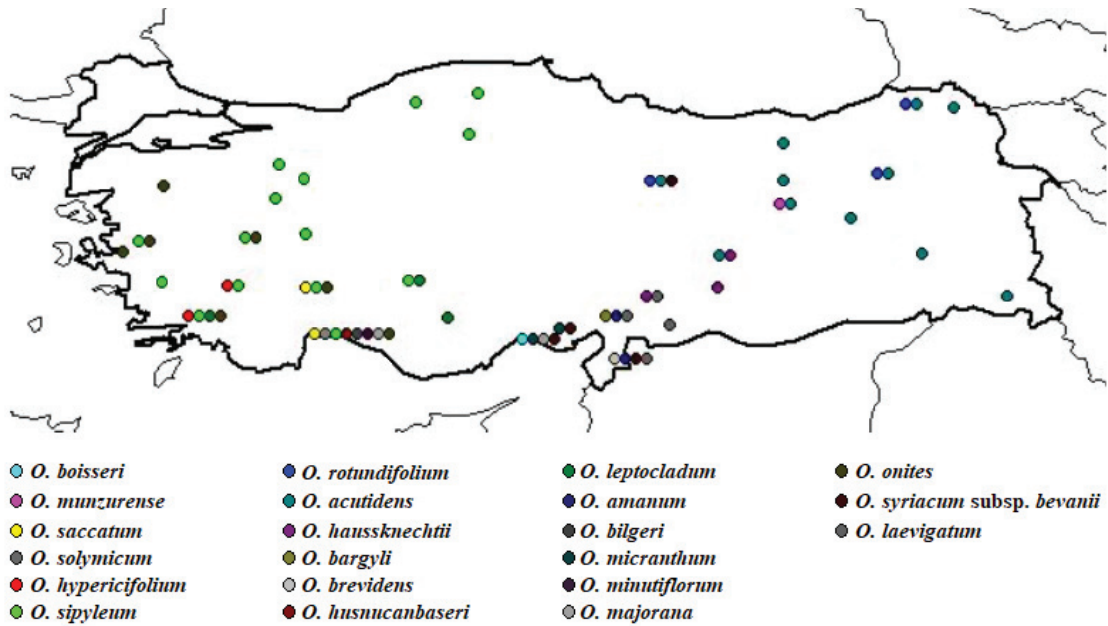 O. boisseri
O. munzurense
O. saccatum
O. solymicum
O. hypericifolium
O. sipyleum
O. rotundifolium
O. acutidens
O. haussknechtii
O. bargyli
O. brevidens
O. husnucanbaseri
O. leptocladum
O. amanum
O. bilgeri
O. micranthum
O. minutiflorum
O. majorana
O. onites
O. syriacum subsp. bevanii
O. laevigatum